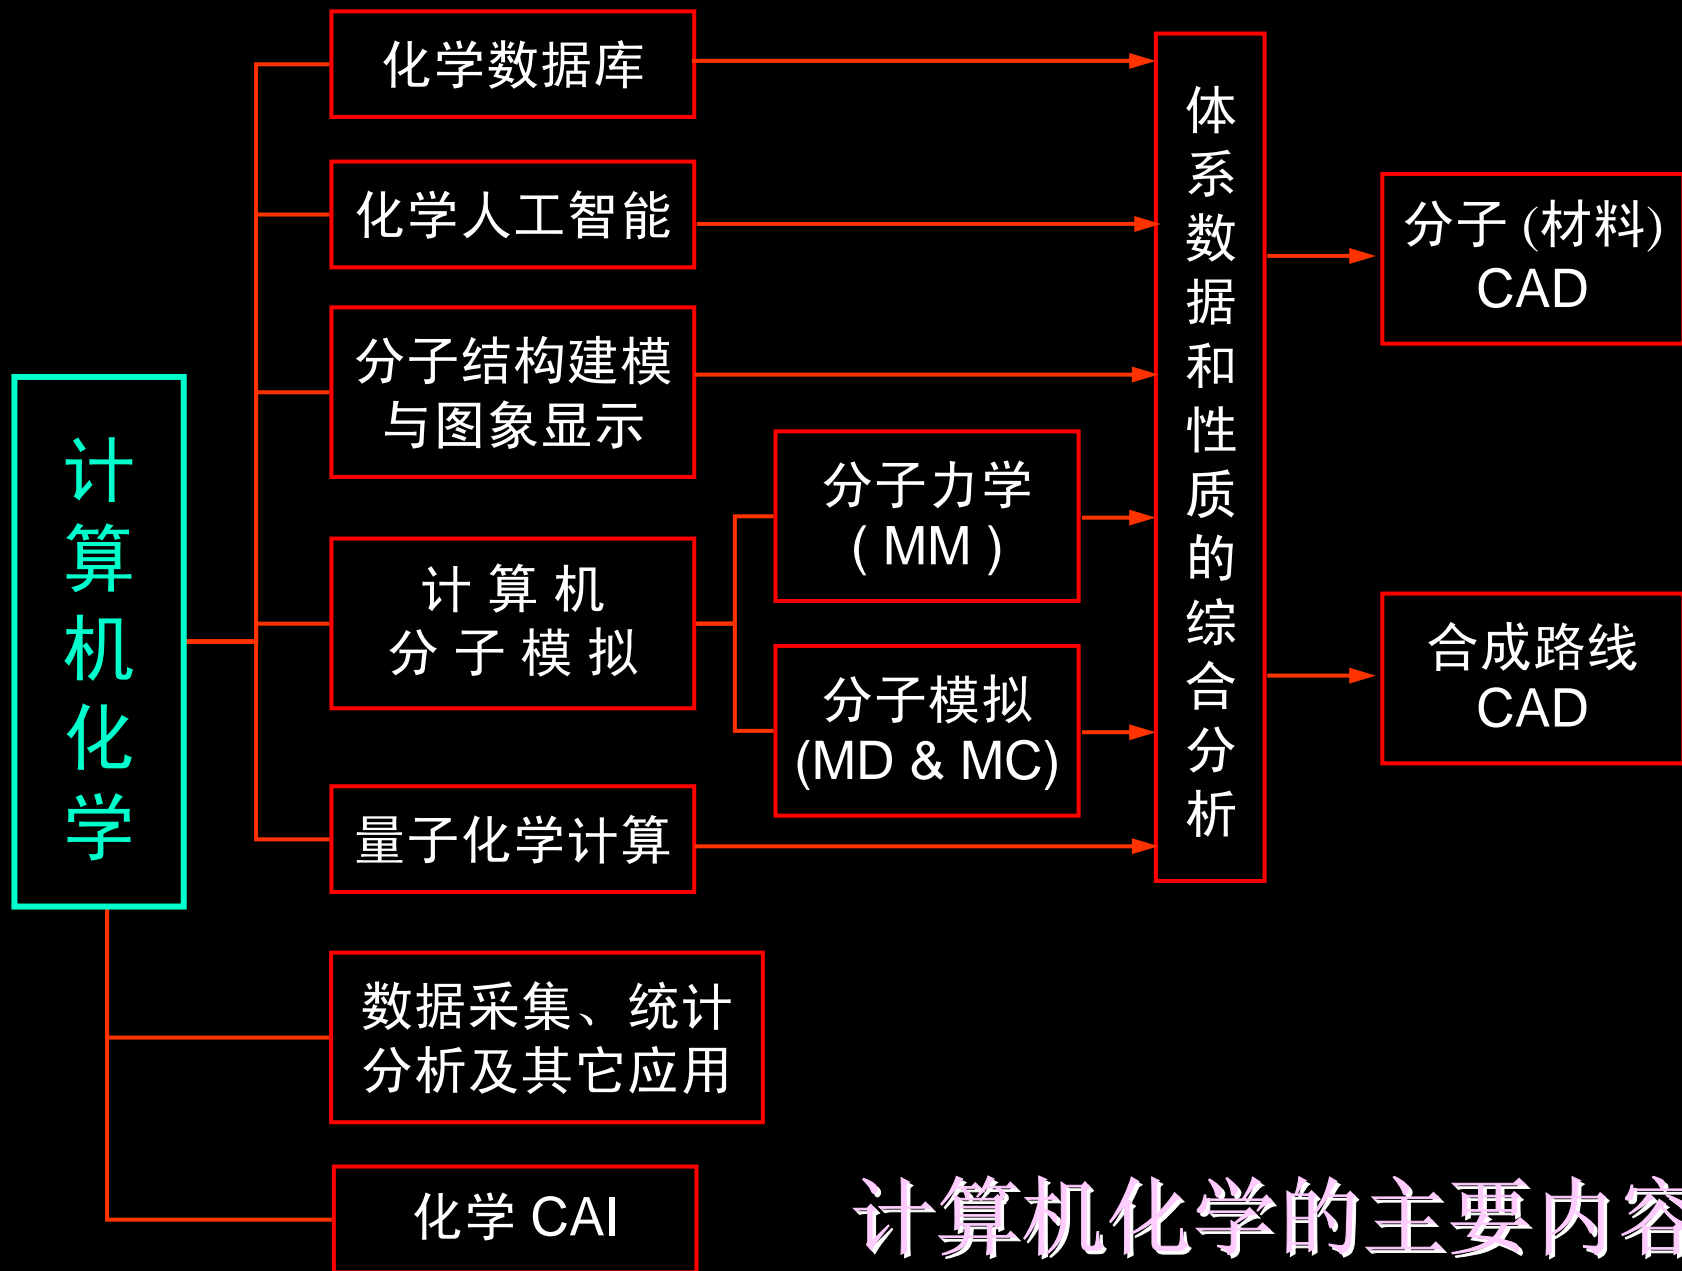 化学数据库
化学人工智能
分子结构建模
与图象显示
计算机
分子模拟
量子化学计算
计算机化学
分子力学
( MM )
分子模拟
(MD & MC)
体系数据和性质的综合分析
分子 (材料)
CAD
合成路线
CAD
数据采集、统计
分析及其它应用
化学 CAI
计算机化学的主要内容